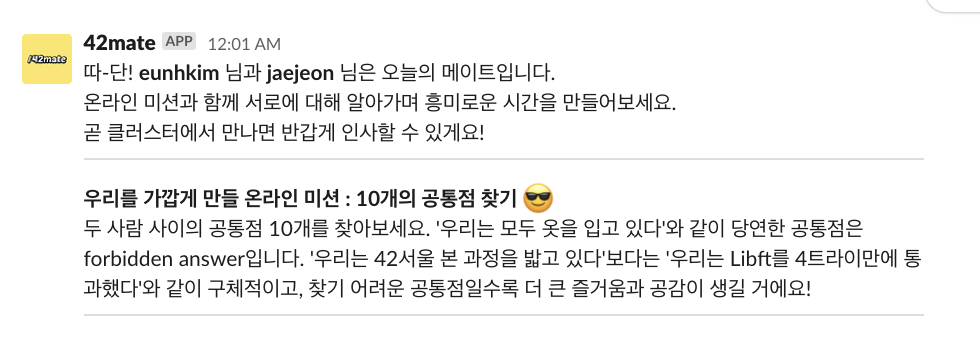 /42mate
42mate APP 12:01 AM
따-단! eunhkim 님과 jaejeon 님은 오늘의 메이트입니다.
온라인 미션과 함께 서로에 대해 알아가며 흥미로운 시간을 만들어보세요.
곧 클러스터에서 만나면 반갑게 인사할 수 있게요!
우리를 가깝게 만들 온라인 미션 : 10개의 공통점 찾기 😎
두 사람 사이의 공통점 10개를 찾아보세요. '우리는 모두 옷을 입고 있다'와 같이 당연한 공통점은
forbidden answer입니다. '우리는 42서울 본 과정을 밟고 있다'보다는 '우리는 Libft를 4트라이만에 통
과했다'와 같이 구체적이고, 찾기 어려운 공통점일수록 더 큰 즐거움과 공감이 생길 거에요!